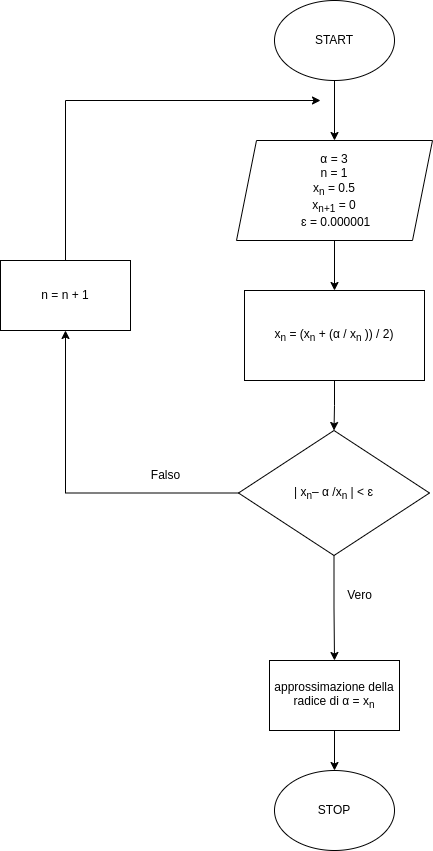 START
α = 3
n = 1
xn = 0.5
xn+1 = 0
ε = 0.000001
n = n + 1
xn = (xn + (α / xn )) / 2)
Falso
| xn– α /xn | < ε
Vero
approssimazione della
radice di α = xn
STOP